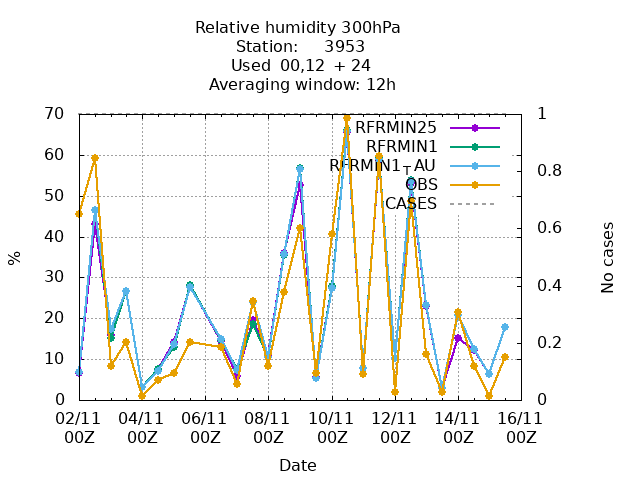 Relative humidity 300hPa
Station: 3953
Used 00,12 + 24
Averaging window: 12h
70 60 50 40 30 20 10 0
%
1 0.8 0.6 0.4 0.2 0
No cases
RFRMIN25
RFRMIN1
RFRMIN1_AU
OBS
CASES
02/11 04/11 06/11 08/11 10/11 12/11 14/11 16/11
00Z 00Z 00Z 00Z 00Z 00Z 00Z 00Z
Date